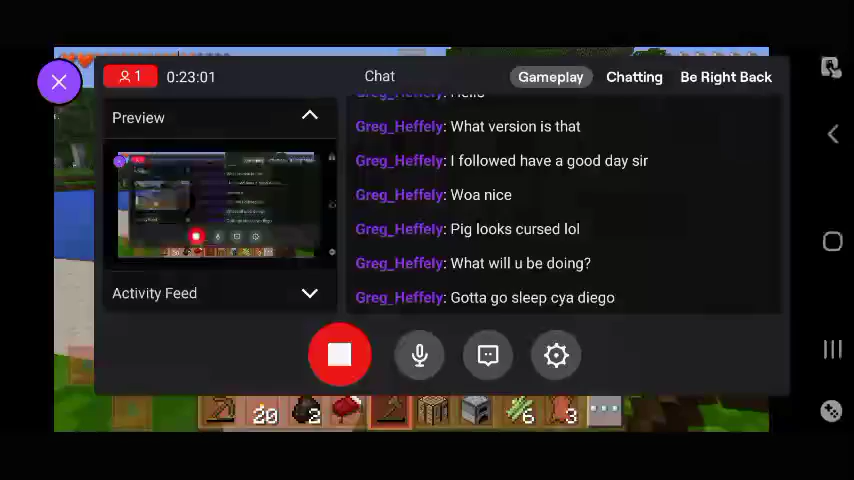 1
0:23:01
Chat
Gameplay
Chatting
Be Right Back
Preview
Activity Feed
Greg_Heffely: Hello
Greg_Heffely: What version is that
Greg_Heffely: I followed have a good day sir
Greg_Heffely: Woa nice
Greg_Heffely: Pig looks cursed lol
Greg_Heffely: What will u be doing?
Greg_Heffely: Gotta go sleep cya diego
20
2
6
3